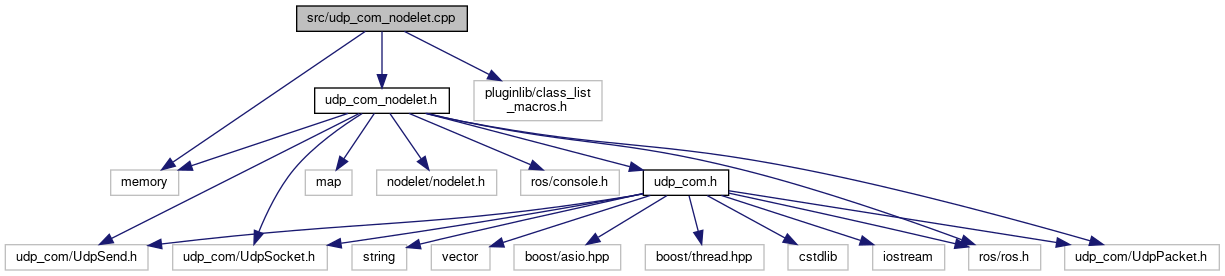 src/udp_com_nodelet.cpp
pluginlib/class_list
_macros.h
udp_com_nodelet.h
memory
map
nodelet/nodelet.h
ros/console.h
udp_com.h
udp_com/UdpSend.h
udp_com/UdpSocket.h
string
vector
boost/asio.hpp
boost/thread.hpp
cstdlib
iostream
ros/ros.h
udp_com/UdpPacket.h